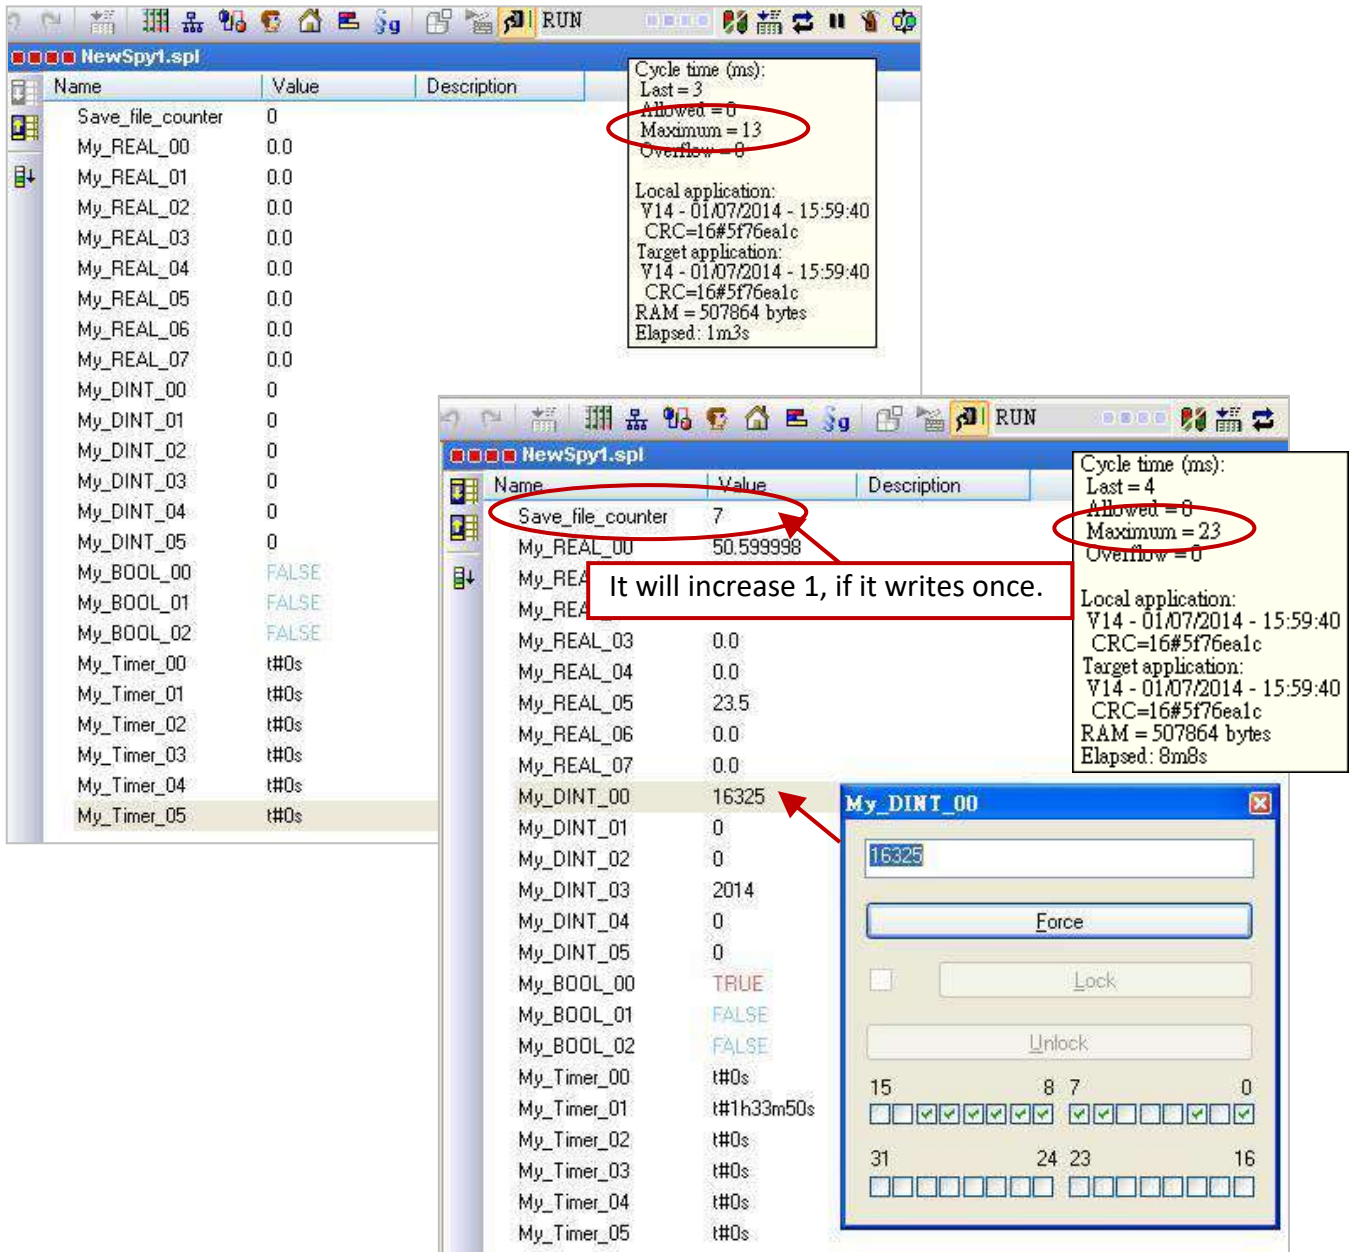 RUN
NewSpy1.spl
Name Value Description
Save_file_counter 0
My_REAL_00 0.0
My_REAL_01 0.0
My_REAL_02 0.0
My_REAL_03 0.0
My_REAL_04 0.0
My_REAL_05 0.0
My_REAL_06 0.0
My_REAL_07 0.0
My_DINT_00 0
My_DINT_01 0
My_DINT_02 0
My_DINT_03 0
My_DINT_04 0
My_DINT_05 0
My_BOOL_00 FALSE
My_BOOL_01 FALSE
My_BOOL_02 FALSE
My_Timer_00 t#0s
My_Timer_01 t#0s
My_Timer_02 t#0s
My_Timer_03 t#0s
My_Timer_04 t#0s
My_Timer_05 t#0s
Cycle time (ms):
Last = 3
Allowed = 0
Maximum = 13
Overflow = 0
Local application:
V14 - 01/07/2014 - 15:59:40
CRC=16#5f76ea1c
Target application:
V14 - 01/07/2014 - 15:59:40
CRC=16#5f76ea1c
RAM = 507864 bytes
Elapsed: 1m3s
RUN
NewSpy1.spl
Name Value Description
Save_file_counter 7
My_REAL_00 50.599998
My_REA
My_REA
It will increase 1, if it writes once.
My_REAL_03 0.0
My_REAL_04 0.0
My_REAL_05 23.5
My_REAL_06 0.0
My_REAL_07 0.0
My_DINT_00 16325
My_DINT_01 0
My_DINT_02 0
My_DINT_03 2014
My_DINT_04 0
My_DINT_05 0
My_BOOL_00 TRUE
My_BOOL_01 FALSE
My_BOOL_02 FALSE
My_Timer_00 t#0s
My_Timer_01 t#1h33m50s
My_Timer_02 t#0s
My_Timer_03 t#0s
My_Timer_04 t#0s
My_Timer_05 t#0s
Cycle time (ms):
Last = 4
Allowed = 0
Maximum = 23
Overflow = 0
Local application:
V14 - 01/07/2014 - 15:59:40
CRC=16#5f76ea1c
Target application:
V14 - 01/07/2014 - 15:59:40
CRC=16#5f76ea1c
RAM = 507864 bytes
Elapsed: 8m8s
My_DINT_00
16325
Force
Lock
Unlock
15 8 7 0
31 24 23 16